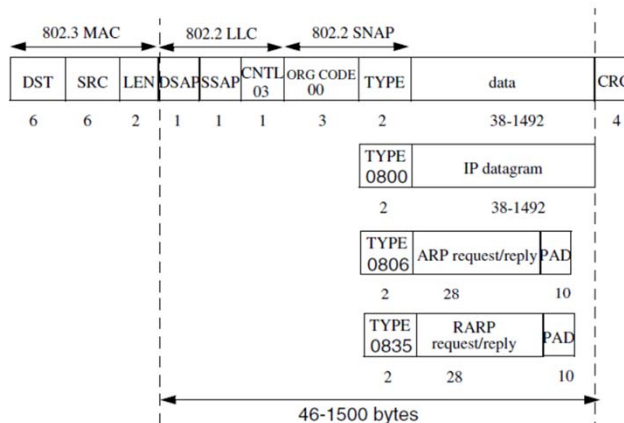 802.3 MAC 802.2 LLC 802.2 SNAP
DST SRC LEN DSAP SSAP CNTL 03 ORG CODE 00 TYPE data CRC
6 6 2 1 1 1 3 2 38-1492 4
TYPE 0800 IP datagram
2 38-1492
TYPE 0806 ARP request/reply PAD
2 28 10
TYPE 0835 RARP request/reply PAD
2 28 10
46-1500 bytes